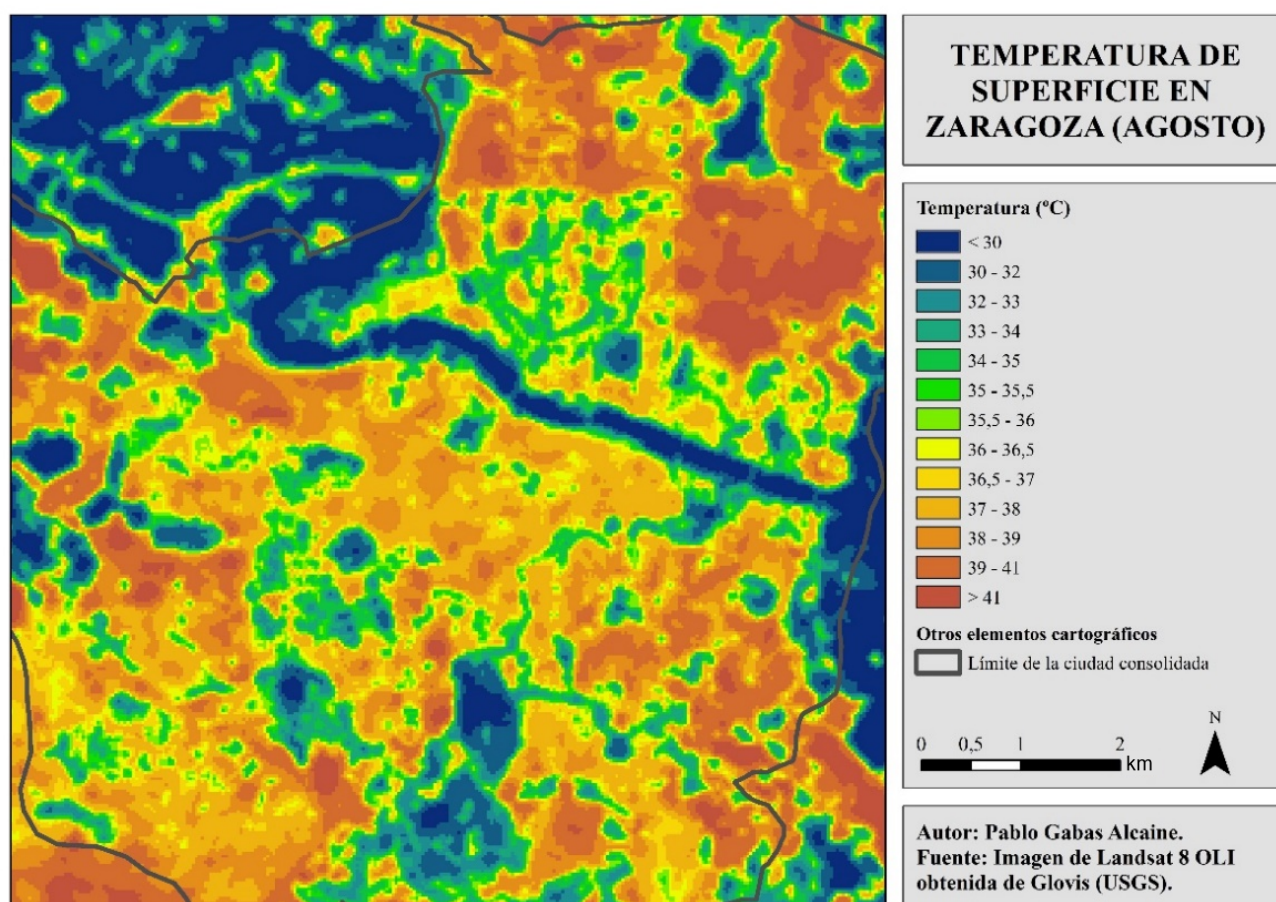 TEMPERATURA DE
SUPERFICIE EN
ZARAGOZA (AGOSTO)
Temperatura (ºC)
< 30
30 - 32
32 - 33
33 - 34
34 - 35
35 - 35,5
35,5 - 36
36 - 36,5
36,5 - 37
37 - 38
38 - 39
39 - 41
> 41
Otros elementos cartográficos
Límite de la ciudad consolidada
N
0 0,5 1 2
km
Autor: Pablo Gabas Alcaine.
Fuente: Imagen de Landsat 8 OLI
obtenida de Glovis (USGS).